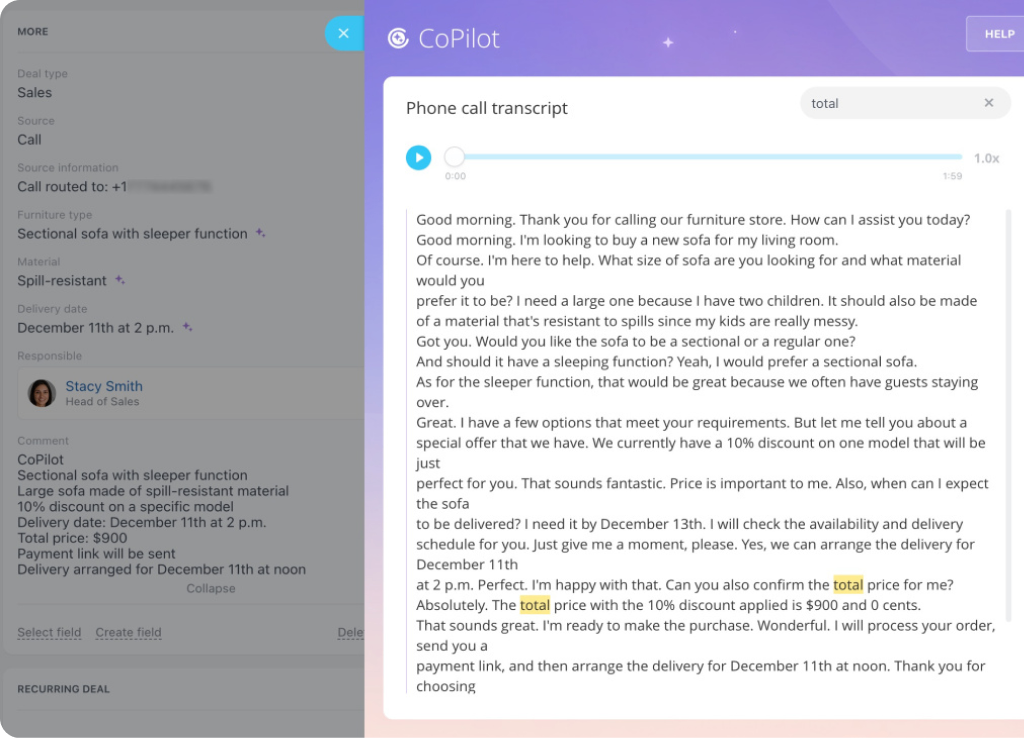 MORE
Deal type
Sales
Source
Call
Source information
Call routed to: +1
Furniture type
Sectional sofa with sleeper function
Material
Spill-resistant
Delivery date
December 11th at 2 p.m.
Responsible
Stacy Smith
Head of Sales
Comment
CoPilot
Sectional sofa with sleeper function
Large sofa made of spill-resistant material
10% discount on a specific model
Delivery date: December 11th at 2 p.m.
Total price: $900
Payment link will be sent
Delivery arranged for December 11th at noon
Collapse
Select field Create field Dele
RECURRING DEAL
CoPilot
HELP
Phone call transcript
total
0:00
1:59
1.0x
Good morning. Thank you for calling our furniture store. How can I assist you today?
Good morning. I'm looking to buy a new sofa for my living room.
Of course. I'm here to help. What size of sofa are you looking for and what material
would you
prefer it to be? I need a large one because I have two children. It should also be made
of a material that's resistant to spills since my kids are really messy.
Got you. Would you like the sofa to be a sectional or a regular one?
And should it have a sleeping function? Yeah, I would prefer a sectional sofa.
As for the sleeper function, that would be great because we often have guests staying
over.
Great. I have a few options that meet your requirements. But let me tell you about a
special offer that we have. We currently have a 10% discount on one model that will be
just
perfect for you. That sounds fantastic. Price is important to me. Also, when can I expect
the sofa
to be delivered? I need it by December 13th. I will check the availability and delivery
schedule for you. Just give me a moment, please. Yes, we can arrange the delivery for
December 11th
at 2 p.m. Perfect. I'm happy with that. Can you also confirm the total price for me?
Absolutely. The total price with the 10% discount applied is $900 and 0 cents.
That sounds great. I'm ready to make the purchase. Wonderful. I will process your order,
send you a
payment link, and then arrange the delivery for December 11th at noon. Thank you for
choosing